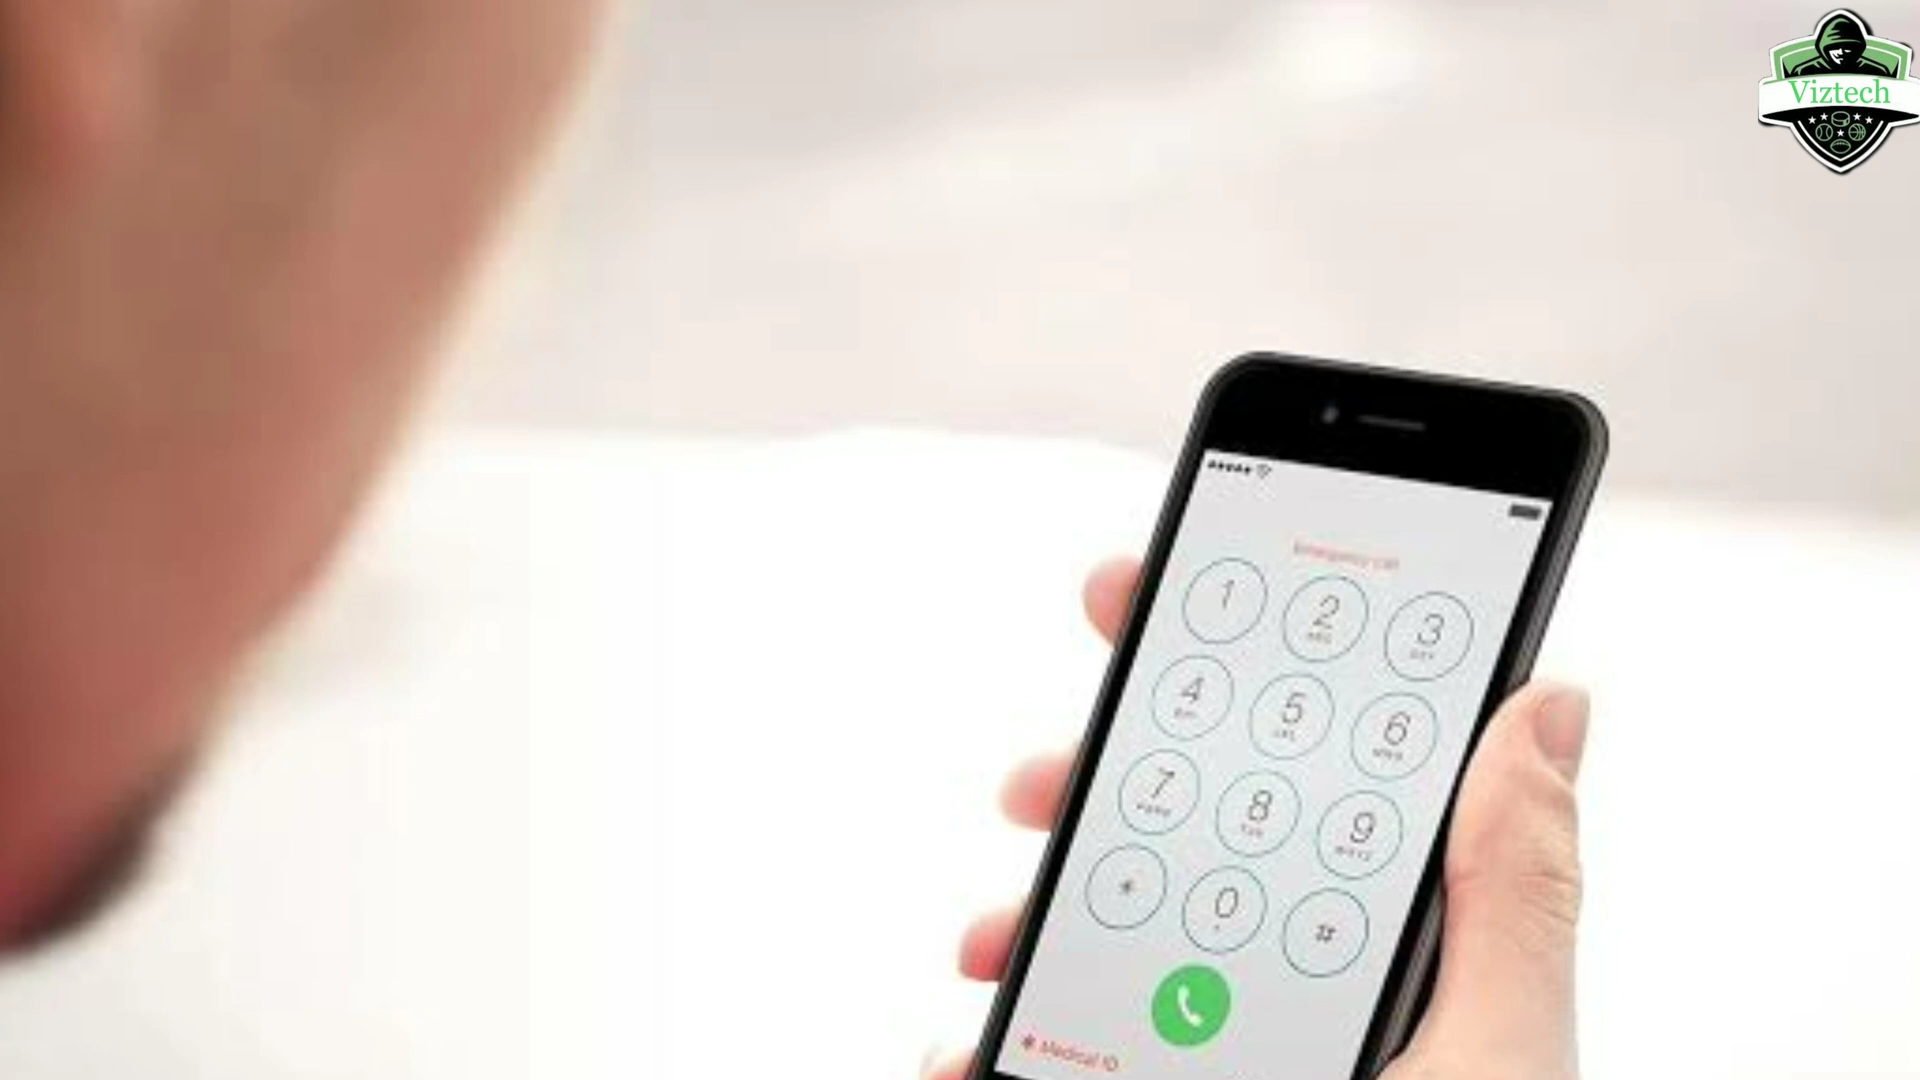 Viztech
Emergency call
1
2
ABC
3
DEF
4
5
JKL
6
MNO
7
PQRS
8
TUV
9
WXYZ
*
0
#
* Medical ID